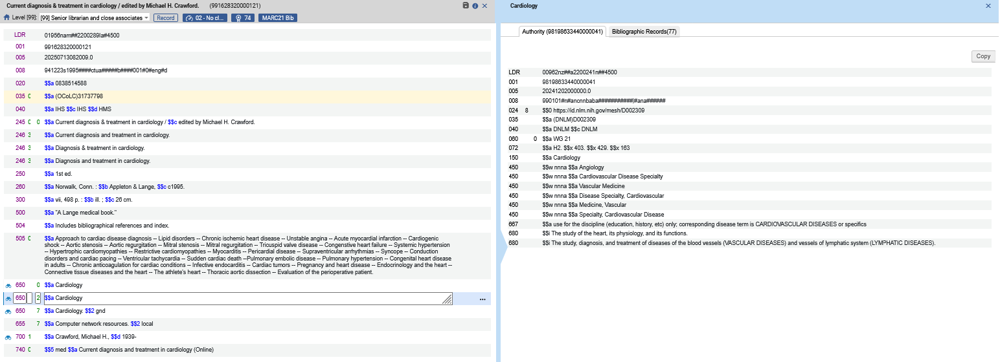 Current diagnosis & treatment in cardiology / edited by Michael H. Crawford. (991628320000121)
Level [99]: [99] Senior librarian and close associates Record 02 - No cl... 74 MARC21 Bib
LDR 01956nam##2200289la#4500
001 991628320000121
005 20250713082009.0
008 941223s1995####ctua#####b####001#0#eng#d
020 $$a 0838514588
035 0 $$a (OCoLC)31737798
040 $$a IHS $$c IHS $$d HMS
245 0 0 $$a Current diagnosis & treatment in cardiology / $$c edited by Michael H. Crawford.
246 3 $$a Current diagnosis and treatment in cardiology.
246 3 $$a Diagnosis & treatment in cardiology.
246 3 $$a Diagnosis and treatment in cardiology.
250 $$a 1st ed.
260 $$a Norwalk, Conn. : $$b Appleton & Lange, $$c c1995.
300 $$a vii, 498 p. : $$b ill. ; $$c 26 cm.
500 $$a "A Lange medical book."
504 $$a Includes bibliographical references and index.
505 0 $$a Approach to cardiac disease diagnosis -- Lipid disorders -- Chronic ischemic heart disease -- Unstable angina -- Acute myocardial infarction -- Cardiogenic
shock -- Aortic stenosis -- Aortic regurgitation -- Mitral stenosis -- Mitral regurgitation -- Tricuspid valve disease -- Congenstive heart failure -- Systemic hypertension
-- Hypertrophic cardiomyopathies -- Restrictive cardiomyopathies -- Myocarditis -- Pericardial disease -- Supraventricular arrhythmias -- Syncope -- Conduction
disorders and cardiac pacing -- Ventricular tachycardia -- Sudden cardiac death --Pulmonary embolic disease -- Pulmonary hypertension -- Congenital heart disease
in adults -- Chronic anticoagulation for cardiac conditions -- Infective endocarditis -- Cardiac tumors -- Pregnancy and heart disease -- Endocrinology and the heart --
Connective tissue diseases and the heart -- The athlete's heart -- Thoracic aortic dissection -- Evaluation of the perioperative patient.
650 0 $$a Cardiology
650 2 $$a Cardiology ...
650 7 $$a Cardiology. $$2 gnd
655 7 $$a Computer network resources. $$2 local
700 1 $$a Crawford, Michael H., $$d 1939-
740 0 $$5 med $$a Current diagnosis and treatment in cardiology (Online)
Cardiology
Authority (98198633440000041) Bibliographic Records(77)
Copy
LDR 00962nz##a2200241n##4500
001 98198633440000041
005 20241202000000.0
008 990101#n#ancnnbaba###########|#ana######
024 8 $$0 https://id.nlm.nih.gov/mesh/D002309
035 $$a (DNLM)D002309
040 $$a DNLM $$c DNLM
060 0 $$a WG 21
072 $$a H2. $$x 403. $$x 429. $$x 163
150 $$a Cardiology
450 $$w nnna $$a Angiology
450 $$w nnna $$a Cardiovascular Disease Specialty
450 $$w nnna $$a Vascular Medicine
450 $$w nnna $$a Disease Specialty, Cardiovascular
450 $$w nnna $$a Medicine, Vascular
450 $$w nnna $$a Specialty, Cardiovascular Disease
667 $$a use for the discipline (education, history, etc) only; corresponding disease term is CARDIOVASCULAR DISEASES or specifics
680 $$i The study of the heart, its physiology, and its functions.
680 $$i The study, diagnosis, and treatment of diseases of the blood vessels (VASCULAR DISEASES) and vessels of lymphatic system (LYMPHATIC DISEASES).